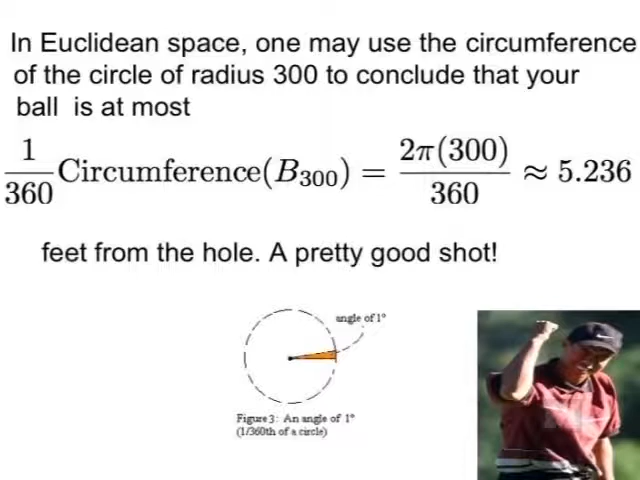 In Euclidean space, one may use the circumference
of the circle of radius 300 to conclude that your
ball is at most
1/360 Circumference(B₃₀₀) = 2π(300)/360 ≈ 5.236
feet from the hole. A pretty good shot!
angle of 1°
Figure 3: An angle of 1°
(1/360th of a circle)